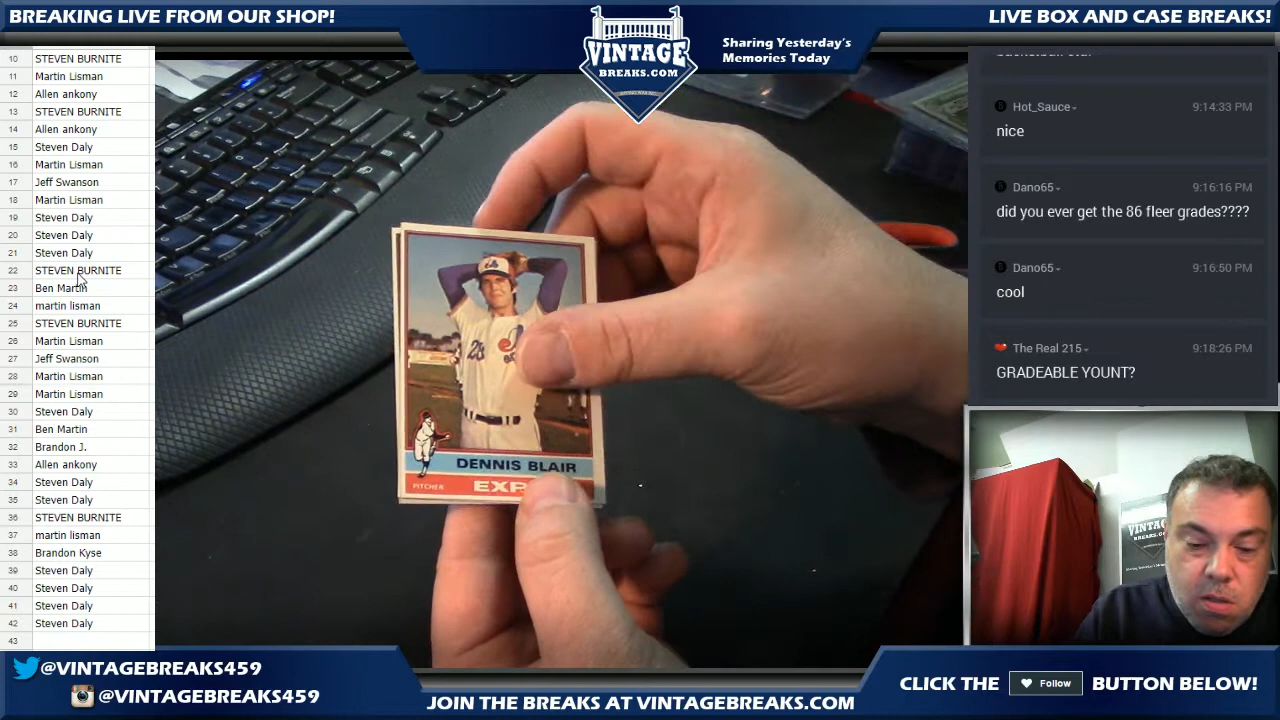 BREAKING LIVE FROM OUR SHOP!
VINTAGE
BREAKS.COM
Sharing Yesterday's
Memories Today
LIVE BOX AND CASE BREAKS!
10 STEVEN BURNITE
11 Martin Lisman
12 Allen ankony
13 STEVEN BURNITE
14 Allen ankony
15 Steven Daly
16 Martin Lisman
17 Jeff Swanson
18 Martin Lisman
19 Steven Daly
20 Steven Daly
21 Steven Daly
22 STEVEN BURNITE
23 Ben Martin
24 martin lisman
25 STEVEN BURNITE
26 Martin Lisman
27 Jeff Swanson
28 Martin Lisman
29 Martin Lisman
30 Steven Daly
31 Ben Martin
32 Brandon J.
33 Allen ankony
34 Steven Daly
35 Steven Daly
36 STEVEN BURNITE
37 martin lisman
38 Brandon Kyse
39 Steven Daly
40 Steven Daly
41 Steven Daly
42 Steven Daly
43
28
DENNIS BLAIR
PITCHER
Hot_Sauce 9:14:33 PM
nice
Dano65 9:16:16 PM
did you ever get the 86 fleer grades????
Dano65 9:16:50 PM
cool
The Real 215 9:18:26 PM
GRADEABLE YOUNT?
@VINTAGEBREAKS459
@VINTAGEBREAKS459
JOIN THE BREAKS AT VINTAGEBREAKS.COM
CLICK THE Follow BUTTON BELOW!